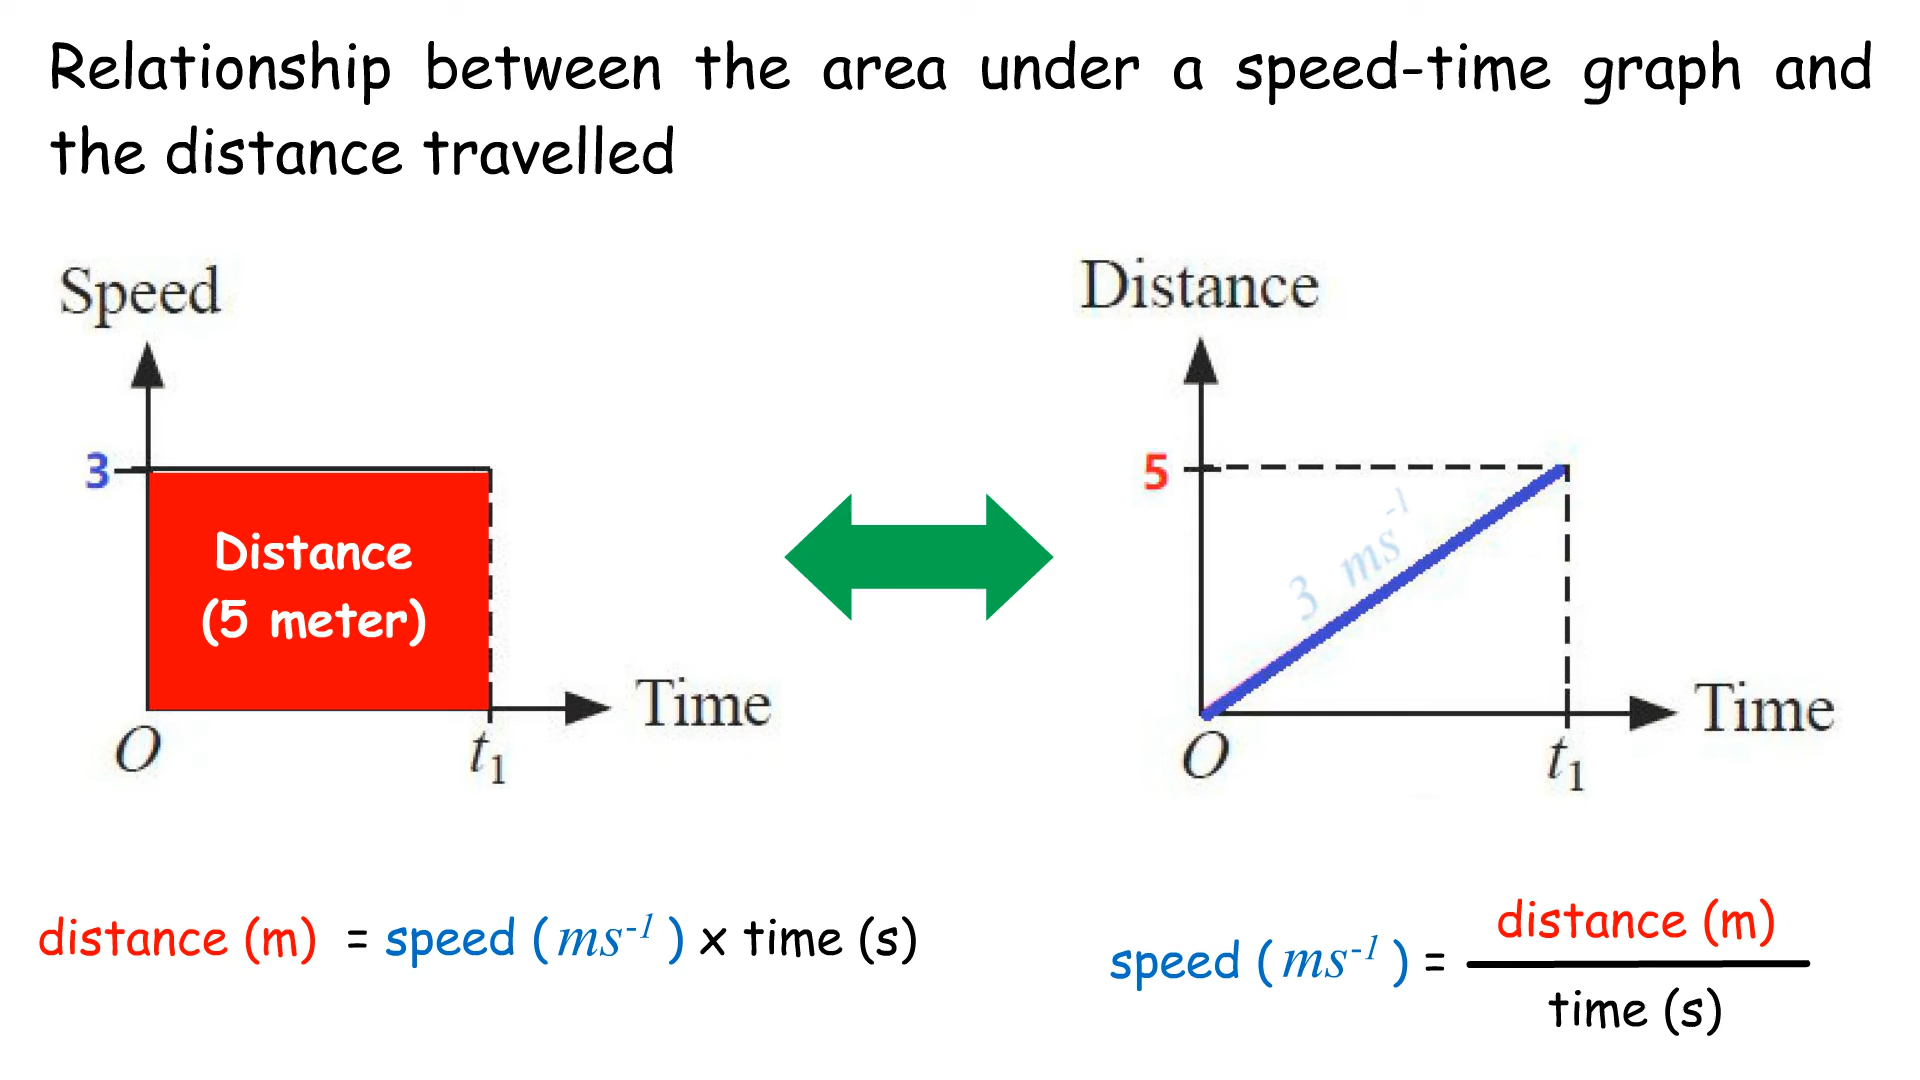 Relationship between the area under a speed-time graph and
the distance travelled
Speed
3
Distance
(5 meter)
O
t₁
Time
Distance
5
3 ms⁻¹
O
t₁
Time
distance (m) = speed (ms⁻¹) x time (s)
speed (ms⁻¹) =
distance (m)
time (s)